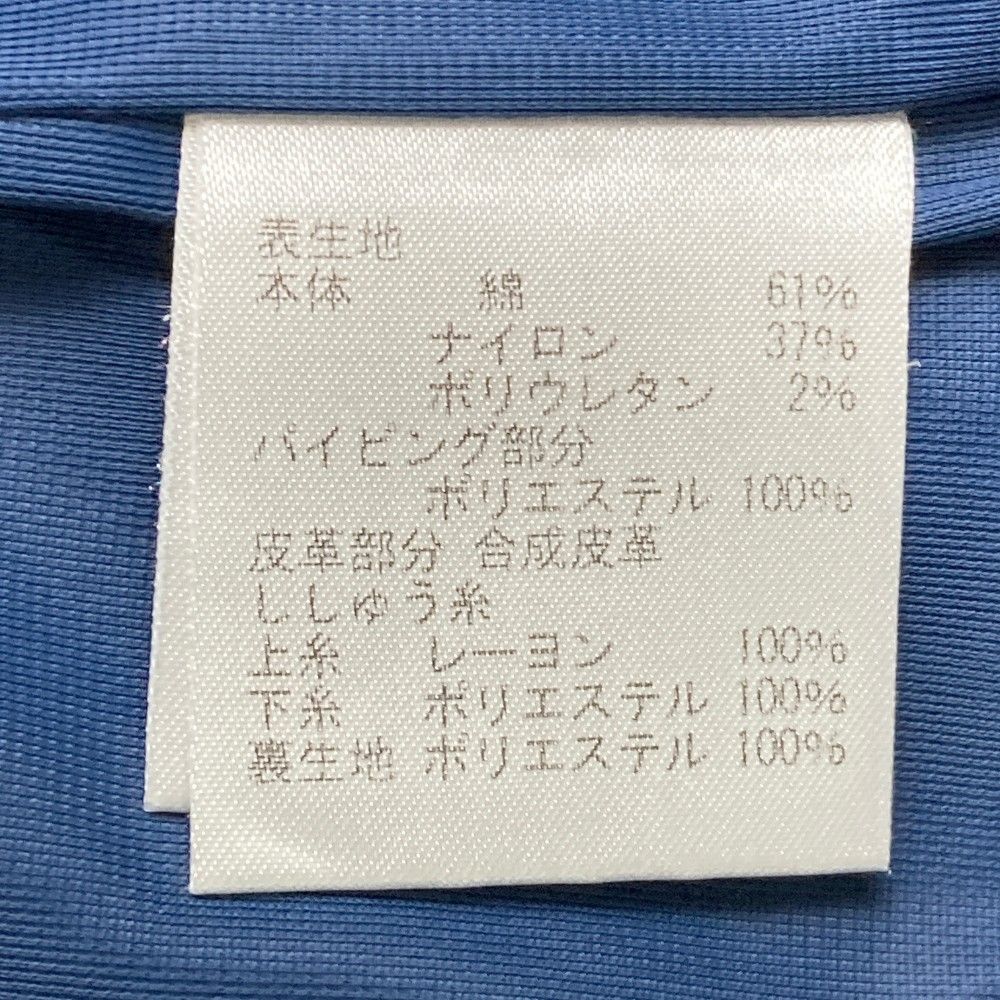 表生地
本体 綿 61%
ナイロン 37%
ポリウレタン 2%
パイピング部分
ポリエステル 100%
皮革部分 合成皮革
ししゅう糸
上糸 レーヨン 100%
下糸 ポリエステル 100%
裏生地 ポリエステル 100%